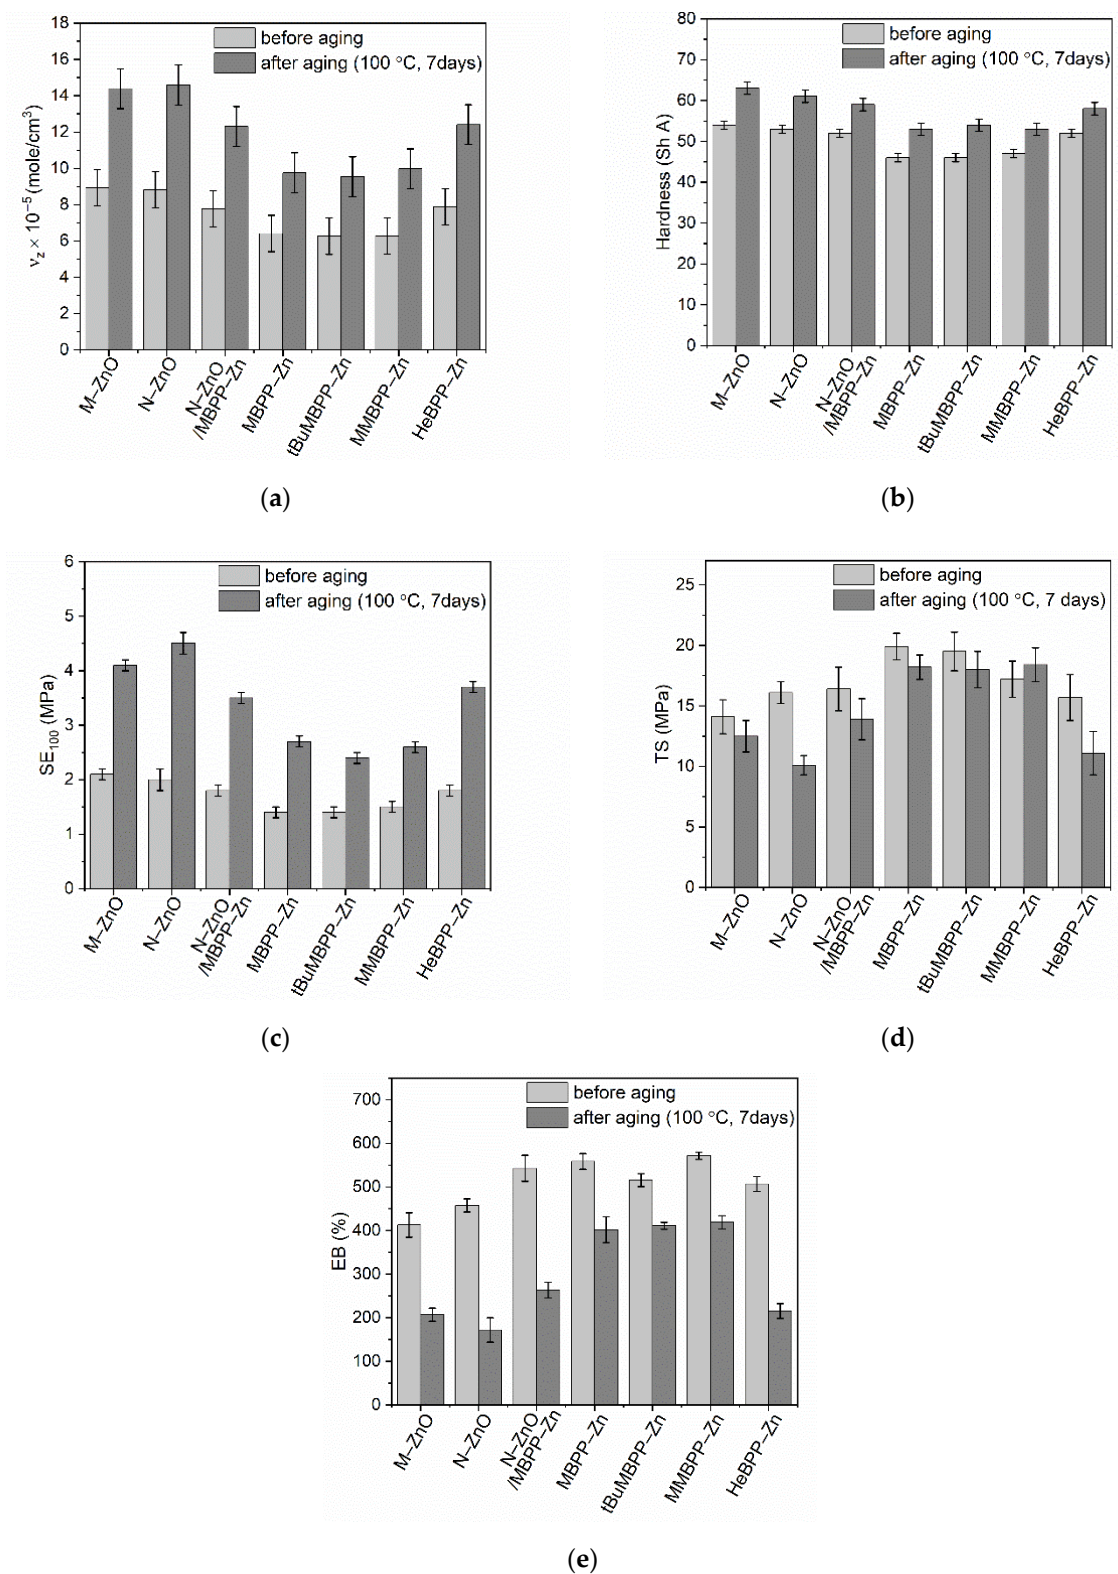 18
16
14
12
10
8
6
4
2
0
νz × 10−5 (mole/cm3)
before aging
after aging (100 °C, 7days)
M–ZnO
N–ZnO
N–ZnO
/MBPP–Zn
MBPP–Zn
tBuMBPP–Zn
MMBPP–Zn
HeBPP–Zn
(a)
80
70
60
50
40
30
20
10
0
Hardness (Sh A)
before aging
after aging (100 °C, 7days)
M–ZnO
N–ZnO
N–ZnO
/MBPP–Zn
MBPP–Zn
tBuMBPP–Zn
MMBPP–Zn
HeBPP–Zn
(b)
6
5
4
3
2
1
0
SE100 (MPa)
before aging
after aging (100 °C, 7days)
M–ZnO
N–ZnO
N–ZnO
/MBPP–Zn
MBPP–Zn
tBuMBPP–Zn
MMBPP–Zn
HeBPP–Zn
(c)
25
20
15
10
5
0
TS (MPa)
before aging
after aging (100 °C, 7 days)
M–ZnO
N–ZnO
N–ZnO
/MBPP–Zn
MBPP–Zn
tBuMBPP–Zn
MMBPP–Zn
HeBPP–Zn
(d)
700
600
500
400
300
200
100
0
EB (%)
before aging
after aging (100 °C, 7days)
M–ZnO
N–ZnO
N–ZnO
/MBPP–Zn
MBPP–Zn
tBuMBPP–Zn
MMBPP–Zn
HeBPP–Zn
(e)